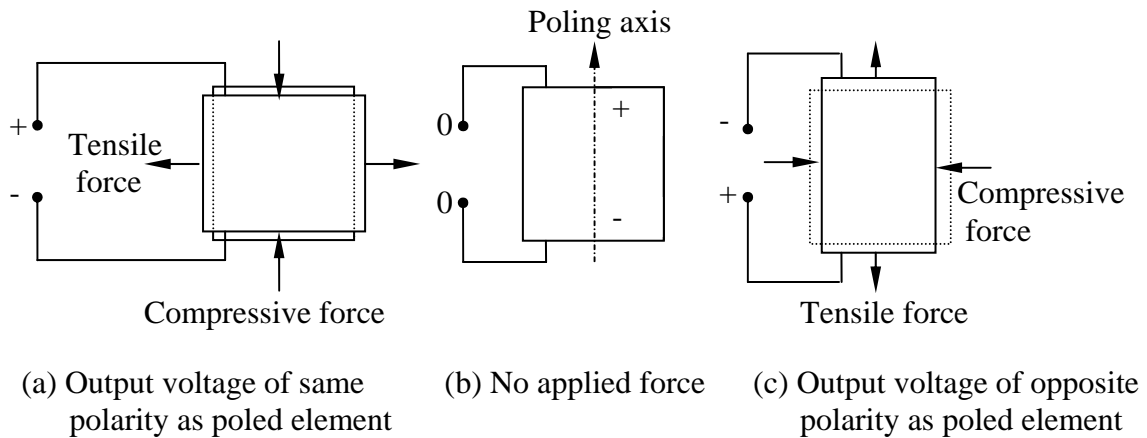 +
-
Tensile
force
Compressive force
(a) Output voltage of same
polarity as poled element
Poling axis
0
0
+
-
(b) No applied force
-
+
Compressive
force
Tensile force
(c) Output voltage of opposite
polarity as poled element